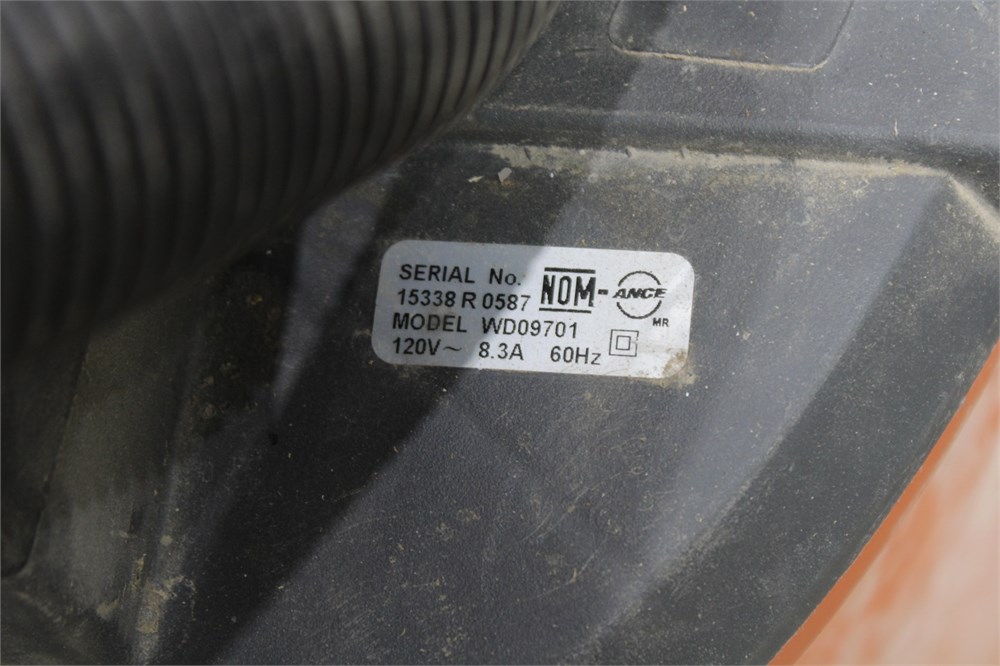 SERIAL No.
15338 R 0587
NOM-ANCE
MR
MODEL WD09701
120V~ 8.3A 60Hz